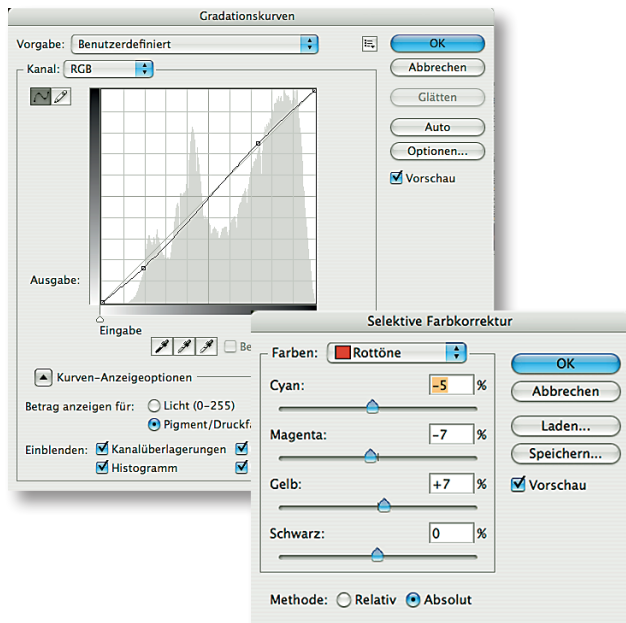 Gradationskurven
Vorgabe: Benutzerdefiniert
OK
Kanal: RGB
Abbrechen
Glätten
Auto
Optionen...
Vorschau
Ausgabe:
Eingabe
Kurven-Anzeigeoptionen
Betrag anzeigen für: Licht (0–255)
Einblenden: Kanalüberlagerungen
Histogramm
Selektive Farbkorrektur
Farben: Rottöne
OK
Cyan: -5 %
Abbrechen
Magenta: -7 %
Laden...
Speichern...
Gelb: +7 %
Vorschau
Schwarz: 0 %
Methode: Relativ Absolut